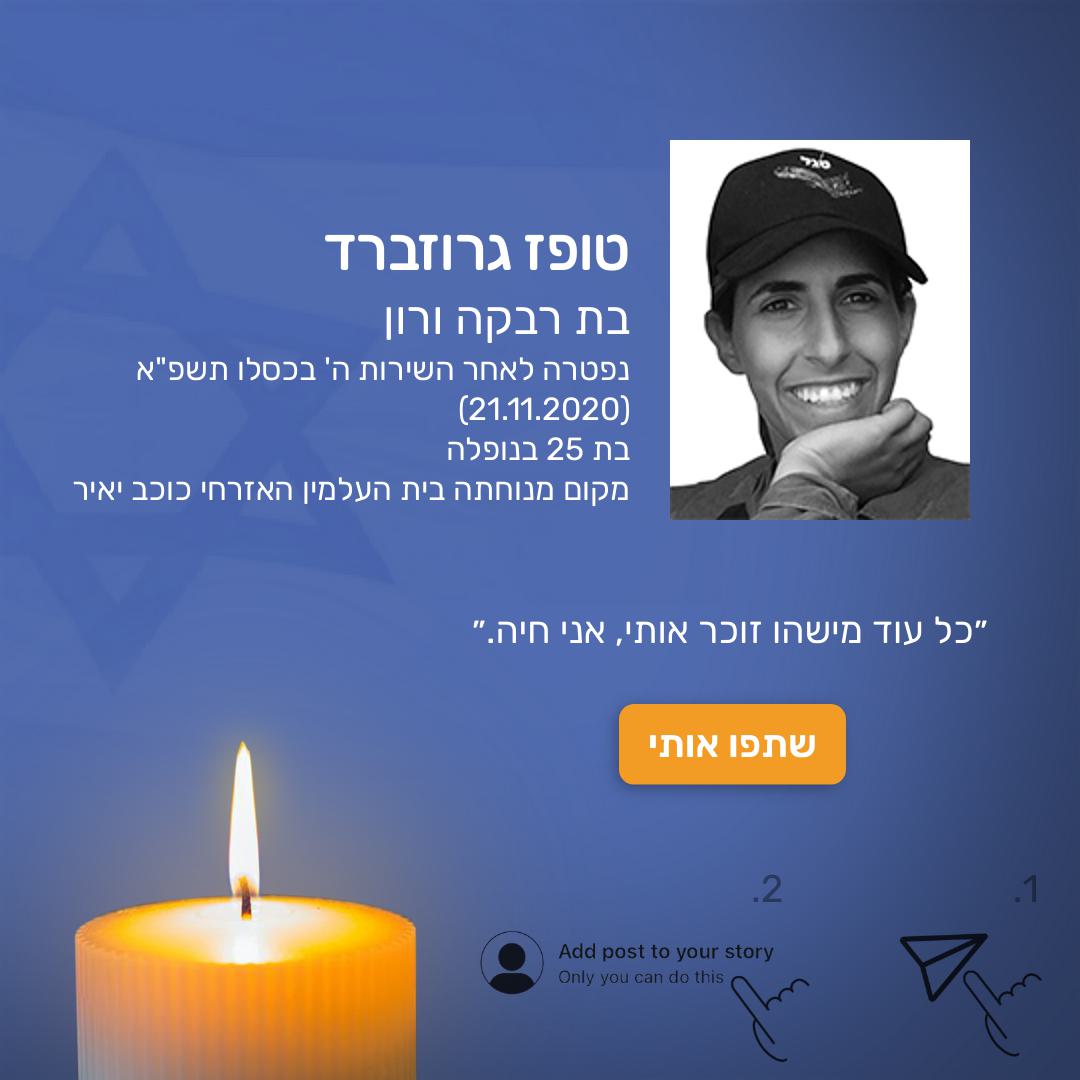 סגל
טופז גרוזברד
בת רבקה ורון
נפטרה לאחר השירות ה' בכסלו תשפ"א
(21.11.2020)
בת 25 בנופלה
מקום מנוחתה בית העלמין האזרחי כוכב יאיר
״כל עוד מישהו זוכר אותי, אני חיה.״
שתפו אותי
.1
.2
Add post to your story
Only you can do this